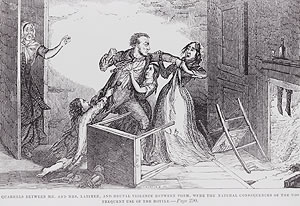 QUARRELS BETWEEN MR. AND MRS. LATIMER, AND BRUTAL VIOLENCE BETWEEN THEM, WERE THE NATURAL CONSEQUENCES OF THE
FREQUENT USE OF THE BOTTLE.—Page